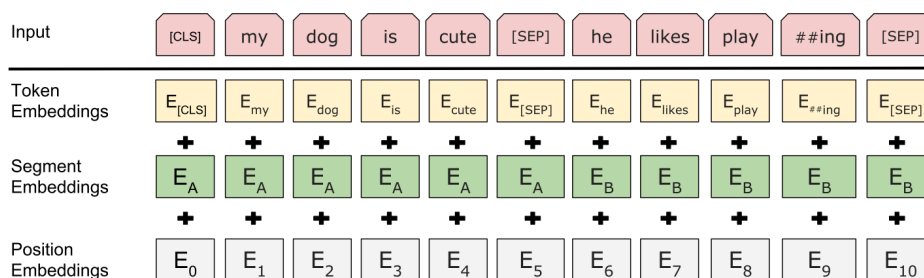 Input [CLS] my dog is cute [SEP] he likes play ##ing [SEP]
Token
Embeddings E[CLS] Emy Edog Eis Ecute E[SEP] Ehe Elikes Eplay E##ing E[SEP]
+ + + + + + + + + + +
Segment
Embeddings EA EA EA EA EA EA EB EB EB EB EB
+ + + + + + + + + + +
Position
Embeddings E0 E1 E2 E3 E4 E5 E6 E7 E8 E9 E10